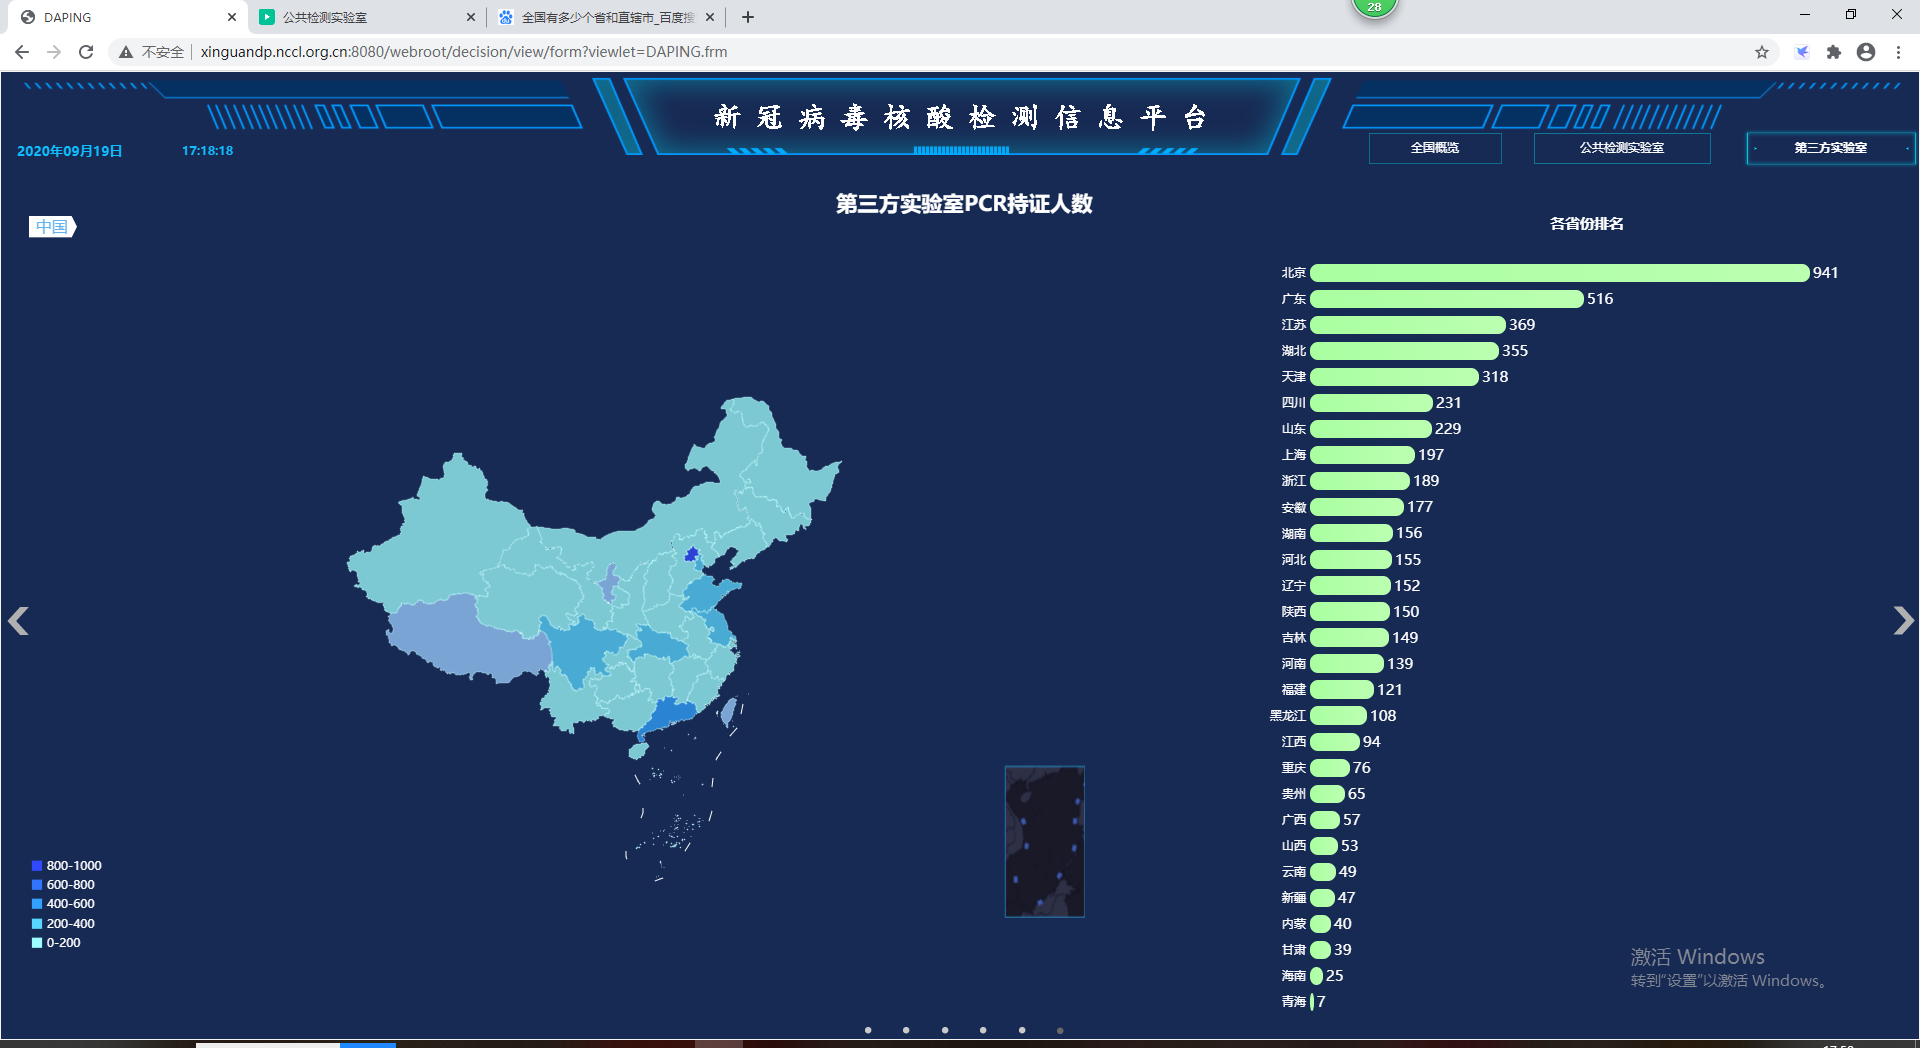 DAPING
公共检测实验室
全国有多少个省和直辖市_百度搜
28
不安全
xinguandp.nccl.org.cn:8080/webroot/decision/view/form?viewlet=DAPING.frm
新冠病毒核酸检测信息平台
2020年09月19日
17:18:18
全国概览
公共检测实验室
第三方实验室
第三方实验室PCR持证人数
中国
各省份排名
北京 941
广东 516
江苏 369
湖北 355
天津 318
四川 231
山东 229
上海 197
浙江 189
安徽 177
湖南 156
河北 155
辽宁 152
陕西 150
吉林 149
河南 139
福建 121
黑龙江 108
江西 94
重庆 76
贵州 65
广西 57
山西 53
云南 49
新疆 47
内蒙 40
甘肃 39
海南 25
青海 7
800-1000
600-800
400-600
200-400
0-200
激活 Windows
转到"设置"以激活 Windows。